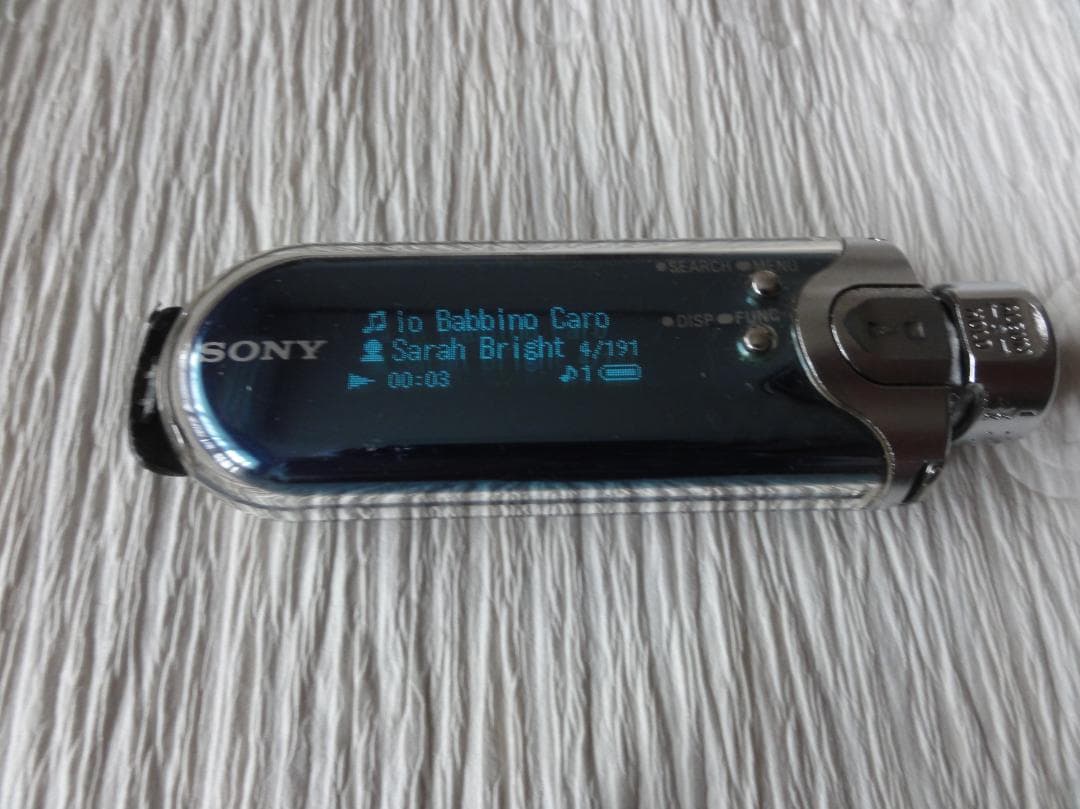 SEARCH MENU
DISP FUNC
SONY
io Babbino Caro
Sarah Bright 4/191
00:03 1